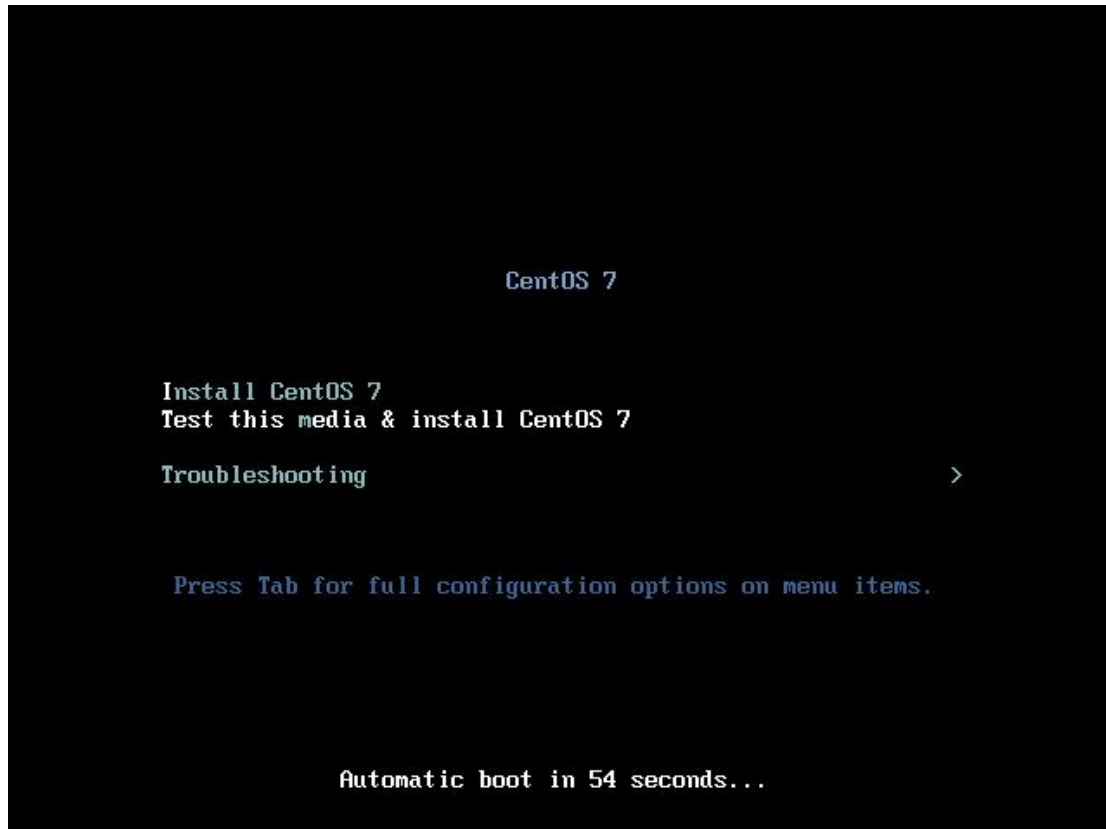 CentOS 7
Install CentOS 7
Test this media & install CentOS 7
Troubleshooting >
Press Tab for full configuration options on menu items.
Automatic boot in 54 seconds...